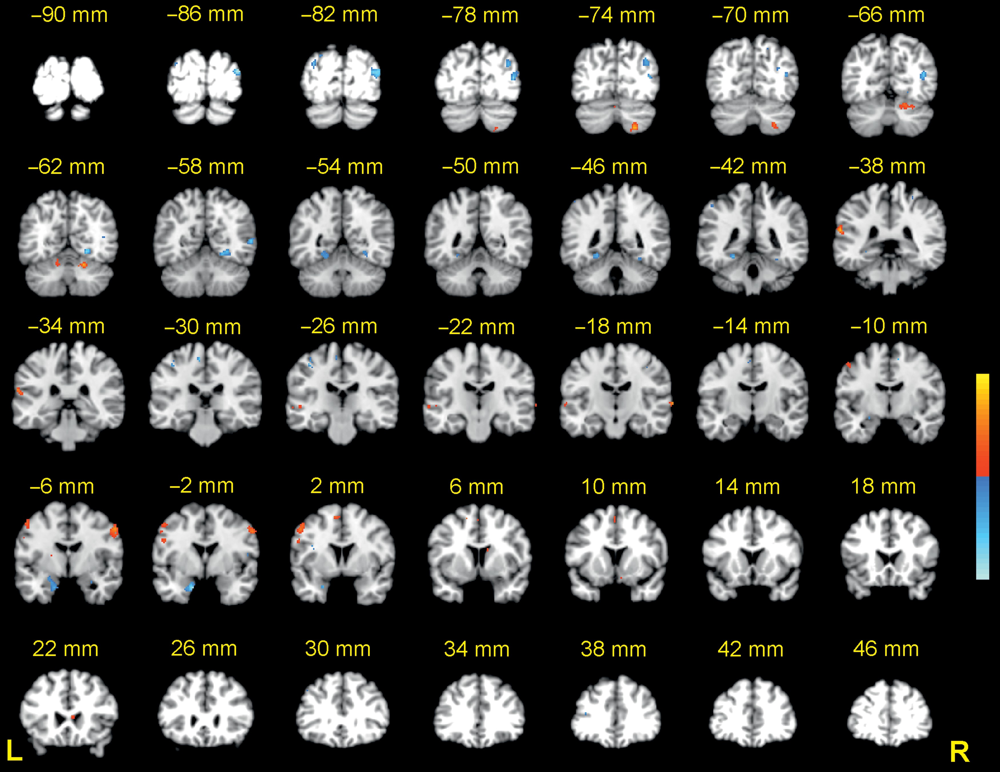 –90 mm –86 mm –82 mm –78 mm –74 mm –70 mm –66 mm
–62 mm –58 mm –54 mm –50 mm –46 mm –42 mm –38 mm
–34 mm –30 mm –26 mm –22 mm –18 mm –14 mm –10 mm
–6 mm –2 mm 2 mm 6 mm 10 mm 14 mm 18 mm
22 mm 26 mm 30 mm 34 mm 38 mm 42 mm 46 mm
L R